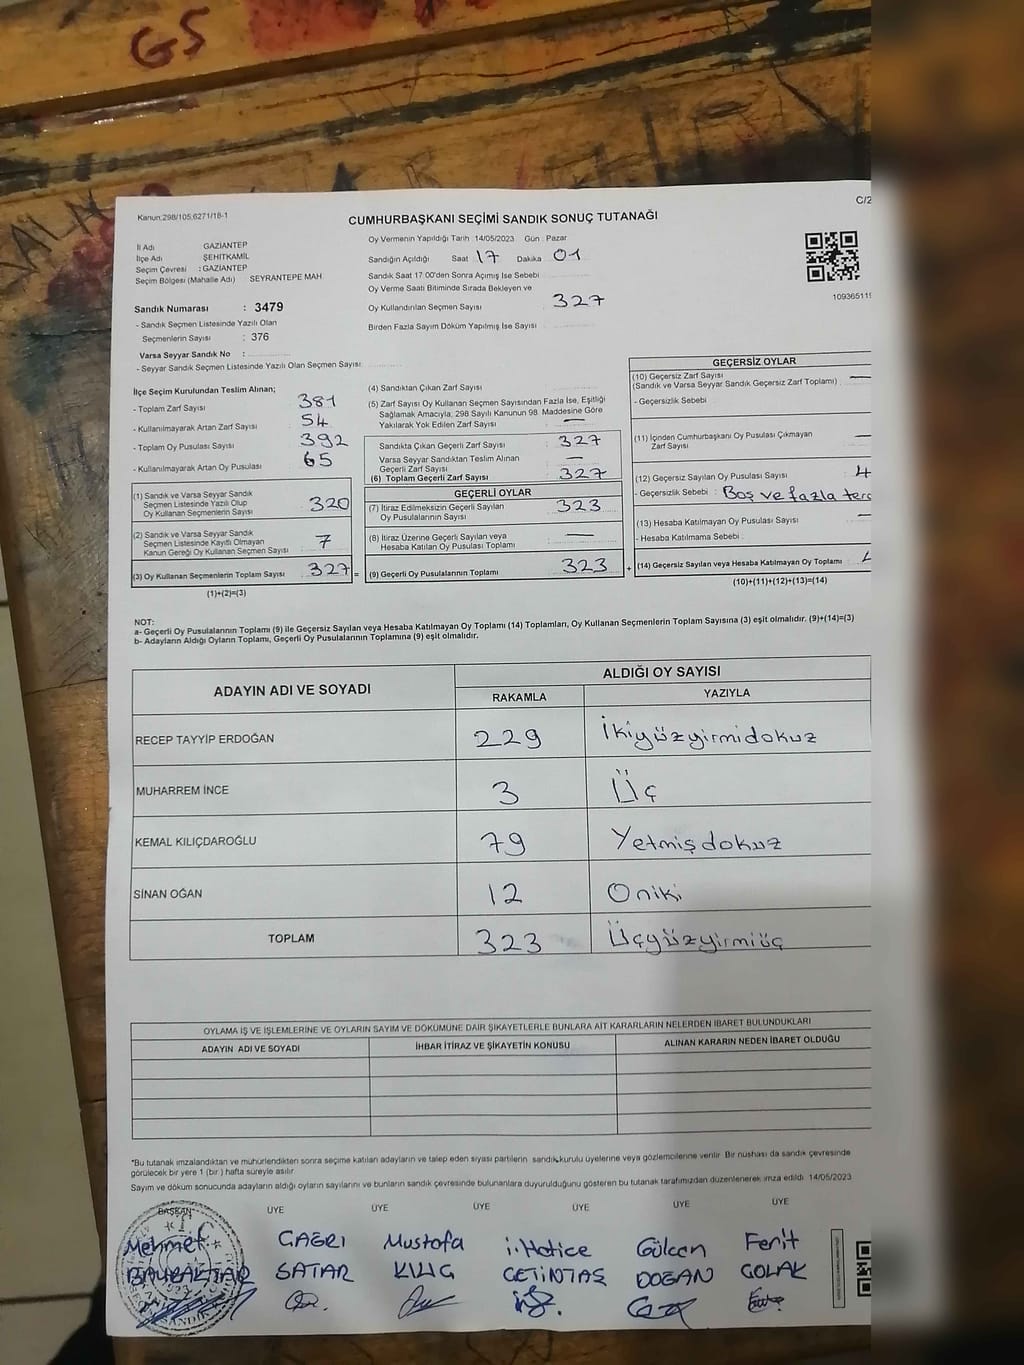 GS
Kanun:298/105;6271/18-1
C/2
CUMHURBAŞKANI SEÇİMİ SANDIK SONUÇ TUTANAĞI
İl Adı GAZİANTEP
İlçe Adı ŞEHİTKAMİL
Seçim Çevresi : GAZİANTEP
Seçim Bölgesi (Mahalle Adı) SEYRANTEPE MAH.
Sandık Numarası : 3479
- Sandık Seçmen Listesinde Yazılı Olan
Seçmenlerin Sayısı : 376
Varsa Seyyar Sandık No :
- Seyyar Sandık Seçmen Listesinde Yazılı Olan Seçmen Sayısı
Oy Vermenin Yapıldığı Tarih :14/05/2023 Gün : Pazar
Sandığın Açıldığı Saat 17 Dakika 01
Sandık Saat 17:00'den Sonra Açımış İse Sebebi
Oy Verme Saati Bitiminde Sırada Bekleyen ve
Oy Kullandırılan Seçmen Sayısı 327
Birden Fazla Sayım Döküm Yapılmış İse Sayısı
10936511
İlçe Seçim Kurulundan Teslim Alınan;
- Toplam Zarf Sayısı : 381
- Kullanılmayarak Artan Zarf Sayısı : 54
- Toplam Oy Pusulası Sayısı : 392
- Kullanılmayarak Artan Oy Pusulası : 65
(1) Sandık ve Varsa Seyyar Sandık
Seçmen Listesinde Yazılı Olup
Oy Kullanan Seçmenlerin Sayısı : 320
(2) Sandık ve Varsa Seyyar Sandık
Seçmen Listesinde Kayıtlı Olmayan
Kanun Gereği Oy Kullanan Seçmen Sayısı : 7
(3) Oy Kullanan Seçmenlerin Toplam Sayısı : 327 =
(1)+(2)=(3)
(4) Sandıktan Çıkan Zarf Sayısı
(5) Zarf Sayısı Oy Kullanan Seçmen Sayısından Fazla İse, Eşitliği
Sağlamak Amacıyla; 298 Sayılı Kanunun 98. Maddesine Göre
Yakılarak Yok Edilen Zarf Sayısı : —
Sandıkta Çıkan Geçerli Zarf Sayısı : 327
Varsa Seyyar Sandıktan Teslim Alınan
Geçerli Zarf Sayısı : —
(6) Toplam Geçerli Zarf Sayısı : 327
GEÇERLİ OYLAR
(7) İtiraz Edilmeksizin Geçerli Sayılan
Oy Pusulalarının Sayısı : 323
(8) İtiraz Üzerine Geçerli Sayılan veya
Hesaba Katılan Oy Pusulası Toplamı : —
(9) Geçerli Oy Pusulalarının Toplamı : 323 +
GEÇERSİZ OYLAR
(10) Geçersiz Zarf Sayısı
(Sandık ve Varsa Seyyar Sandık Geçersiz Zarf Toplamı) : —
- Geçersizlik Sebebi
(11) İçinden Cumhurbaşkanı Oy Pusulası Çıkmayan
Zarf Sayısı : —
(12) Geçersiz Sayılan Oy Pusulası Sayısı : 4
- Geçersizlik Sebebi : Boş ve fazla terc
(13) Hesaba Katılmayan Oy Pusulası Sayısı : —
- Hesaba Katılmama Sebebi :
(14) Geçersiz Sayılan veya Hesaba Katılmayan Oy Toplamı : 4
(10)+(11)+(12)+(13)=(14)
NOT:
a- Geçerli Oy Pusulalarının Toplamı (9) ile Geçersiz Sayılan veya Hesaba Katılmayan Oy Toplamı (14) Toplamları, Oy Kullanan Seçmenlerin Toplam Sayısına (3) eşit olmalıdır. (9)+(14)=(3)
b- Adayların Aldığı Oyların Toplamı, Geçerli Oy Pusulalarının Toplamına (9) eşit olmalıdır.
ADAYIN ADI VE SOYADI
ALDIĞI OY SAYISI
RAKAMLA YAZIYLA
RECEP TAYYİP ERDOĞAN 229 İkiyüzyirmidokuz
MUHARREM İNCE 3 Üç
KEMAL KILIÇDAROĞLU 79 Yetmişdokuz
SİNAN OĞAN 12 Oniki
TOPLAM 323 Üçyüzyirmiüç
OYLAMA İŞ VE İŞLEMLERİNE VE OYLARIN SAYIM VE DÖKÜMÜNE DAİR ŞİKAYETLERLE BUNLARA AİT KARARLARIN NELERDEN İBARET BULUNDUKLARI
ADAYIN ADI VE SOYADI İHBAR İTİRAZ VE ŞİKAYETİN KONUSU ALINAN KARARIN NEDEN İBARET OLDUĞU
*Bu tutanak imzalandıktan ve mühürlendikten sonra seçime katılan adayların ve talep eden siyasi partilerin sandık kurulu üyelerine veya gözlemcilerine verilir. Bir nüshası da sandık çevresinde
görülecek bir yere 1 (bir ) hafta süreyle asılır.
Sayım ve döküm sonucunda adayların aldığı oyların sayılarını ve bunların sandık çevresinde bulunanlara duyurulduğunu gösteren bu tutanak tarafımızdan düzenlenerek imza edildi. 14/05/2023
BAŞKAN ÜYE ÜYE ÜYE ÜYE ÜYE ÜYE
Mehmet ÇAĞRI Mustafa i.Hatice Gülcan Ferit
BAYRAKTAR SATAR KILIÇ ÇETİNTAŞ DOĞAN ÇOLAK